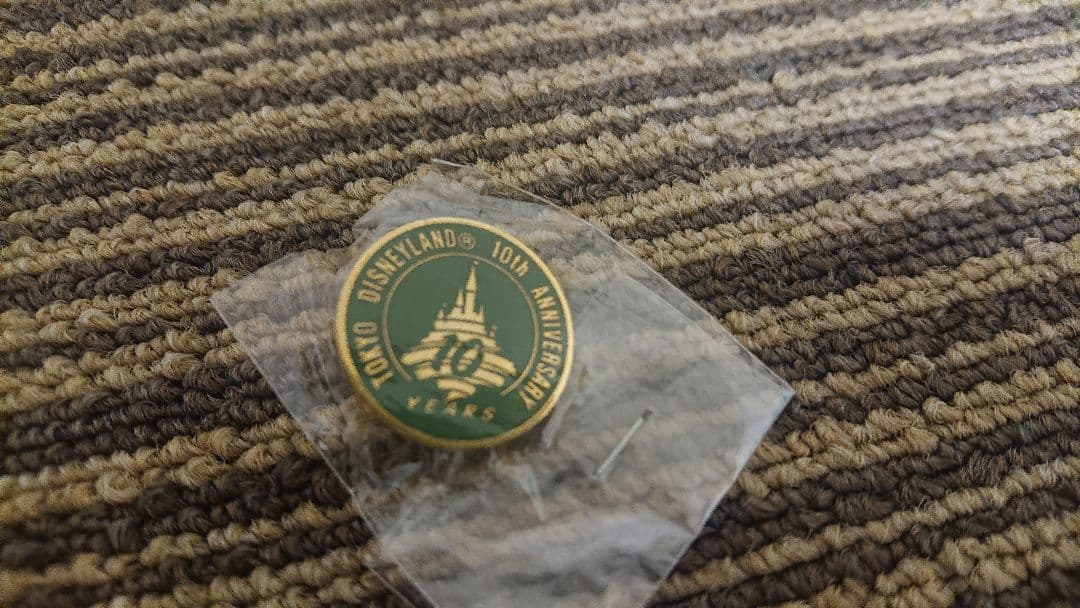 TOKYO DISNEYLAND® 10th ANNIVERSARY
10
YEARS